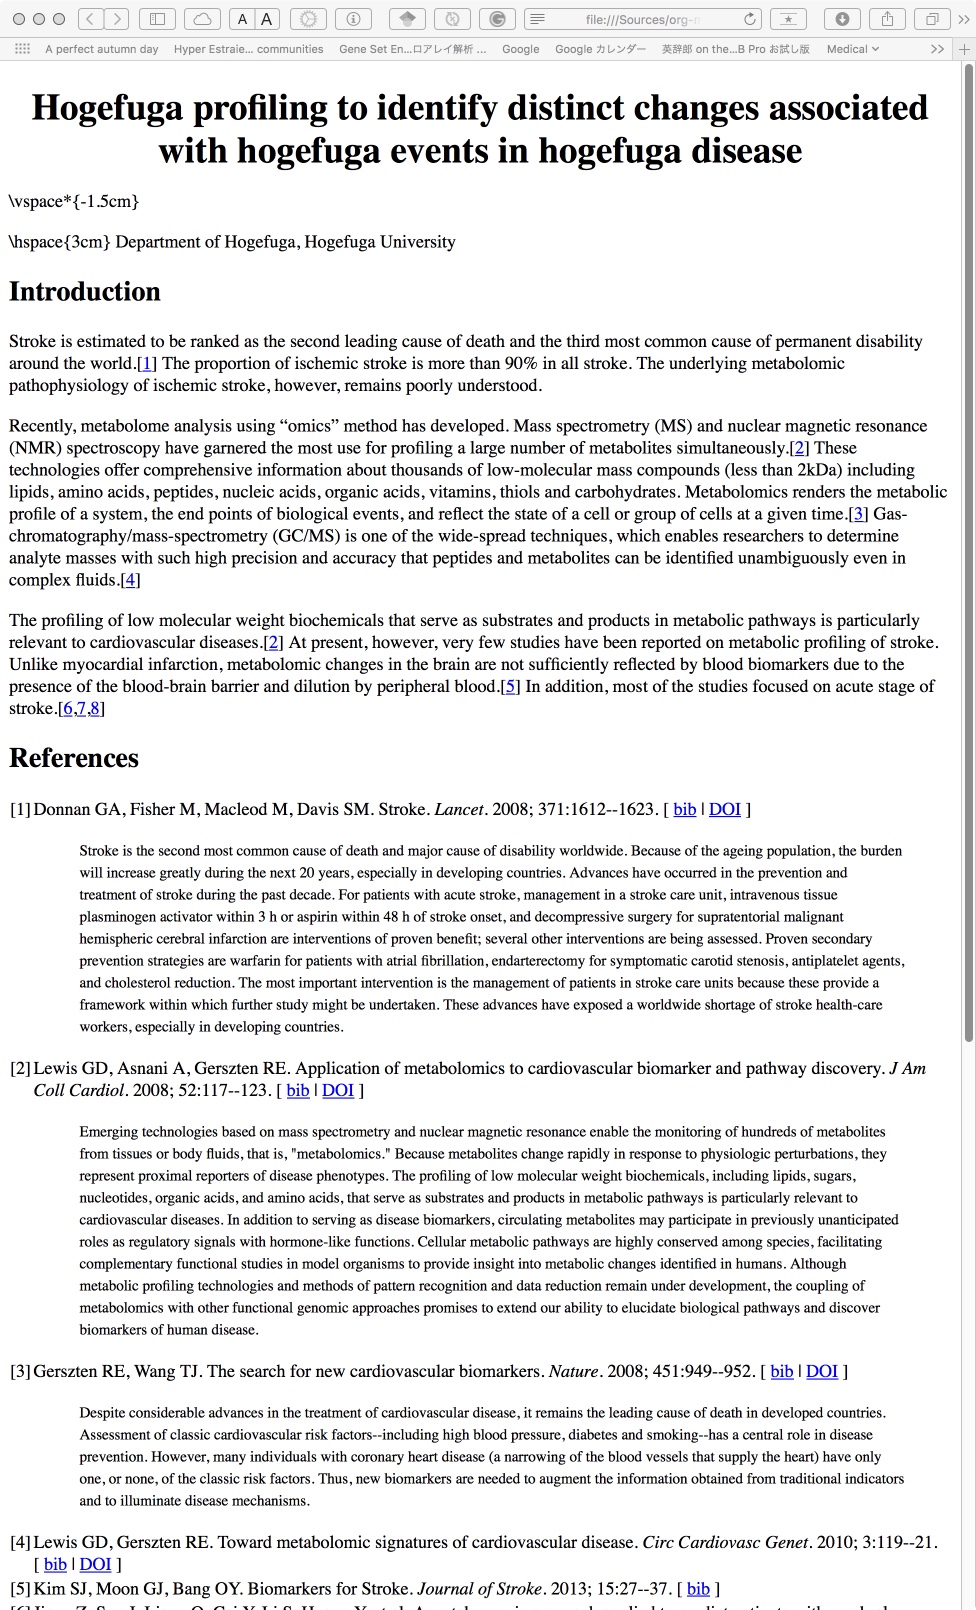 A A file:///Sources/org-m
A perfect autumn day Hyper Estraie... communities Gene Set En...ロアレイ解析 ... Google Google カレンダー 英辞郎 on the...B Pro お試し版 Medical
Hogefuga profiling to identify distinct changes associated
with hogefuga events in hogefuga disease
\vspace*{-1.5cm}
\hspace{3cm} Department of Hogefuga, Hogefuga University
Introduction
Stroke is estimated to be ranked as the second leading cause of death and the third most common cause of permanent disability
around the world.[1] The proportion of ischemic stroke is more than 90% in all stroke. The underlying metabolomic
pathophysiology of ischemic stroke, however, remains poorly understood.
Recently, metabolome analysis using “omics” method has developed. Mass spectrometry (MS) and nuclear magnetic resonance
(NMR) spectroscopy have garnered the most use for profiling a large number of metabolites simultaneously.[2] These
technologies offer comprehensive information about thousands of low-molecular mass compounds (less than 2kDa) including
lipids, amino acids, peptides, nucleic acids, organic acids, vitamins, thiols and carbohydrates. Metabolomics renders the metabolic
profile of a system, the end points of biological events, and reflect the state of a cell or group of cells at a given time.[3] Gas-
chromatography/mass-spectrometry (GC/MS) is one of the wide-spread techniques, which enables researchers to determine
analyte masses with such high precision and accuracy that peptides and metabolites can be identified unambiguously even in
complex fluids.[4]
The profiling of low molecular weight biochemicals that serve as substrates and products in metabolic pathways is particularly
relevant to cardiovascular diseases.[2] At present, however, very few studies have been reported on metabolic profiling of stroke.
Unlike myocardial infarction, metabolomic changes in the brain are not sufficiently reflected by blood biomarkers due to the
presence of the blood-brain barrier and dilution by peripheral blood.[5] In addition, most of the studies focused on acute stage of
stroke.[6,7,8]
References
[1] Donnan GA, Fisher M, Macleod M, Davis SM. Stroke. Lancet. 2008; 371:1612--1623. [ bib | DOI ]
Stroke is the second most common cause of death and major cause of disability worldwide. Because of the ageing population, the burden
will increase greatly during the next 20 years, especially in developing countries. Advances have occurred in the prevention and
treatment of stroke during the past decade. For patients with acute stroke, management in a stroke care unit, intravenous tissue
plasminogen activator within 3 h or aspirin within 48 h of stroke onset, and decompressive surgery for supratentorial malignant
hemispheric cerebral infarction are interventions of proven benefit; several other interventions are being assessed. Proven secondary
prevention strategies are warfarin for patients with atrial fibrillation, endarterectomy for symptomatic carotid stenosis, antiplatelet agents,
and cholesterol reduction. The most important intervention is the management of patients in stroke care units because these provide a
framework within which further study might be undertaken. These advances have exposed a worldwide shortage of stroke health-care
workers, especially in developing countries.
[2] Lewis GD, Asnani A, Gerszten RE. Application of metabolomics to cardiovascular biomarker and pathway discovery. J Am
Coll Cardiol. 2008; 52:117--123. [ bib | DOI ]
Emerging technologies based on mass spectrometry and nuclear magnetic resonance enable the monitoring of hundreds of metabolites
from tissues or body fluids, that is, "metabolomics." Because metabolites change rapidly in response to physiologic perturbations, they
represent proximal reporters of disease phenotypes. The profiling of low molecular weight biochemicals, including lipids, sugars,
nucleotides, organic acids, and amino acids, that serve as substrates and products in metabolic pathways is particularly relevant to
cardiovascular diseases. In addition to serving as disease biomarkers, circulating metabolites may participate in previously unanticipated
roles as regulatory signals with hormone-like functions. Cellular metabolic pathways are highly conserved among species, facilitating
complementary functional studies in model organisms to provide insight into metabolic changes identified in humans. Although
metabolic profiling technologies and methods of pattern recognition and data reduction remain under development, the coupling of
metabolomics with other functional genomic approaches promises to extend our ability to elucidate biological pathways and discover
biomarkers of human disease.
[3] Gerszten RE, Wang TJ. The search for new cardiovascular biomarkers. Nature. 2008; 451:949--952. [ bib | DOI ]
Despite considerable advances in the treatment of cardiovascular disease, it remains the leading cause of death in developed countries.
Assessment of classic cardiovascular risk factors--including high blood pressure, diabetes and smoking--has a central role in disease
prevention. However, many individuals with coronary heart disease (a narrowing of the blood vessels that supply the heart) have only
one, or none, of the classic risk factors. Thus, new biomarkers are needed to augment the information obtained from traditional indicators
and to illuminate disease mechanisms.
[4] Lewis GD, Gerszten RE. Toward metabolomic signatures of cardiovascular disease. Circ Cardiovasc Genet. 2010; 3:119--21.
[ bib | DOI ]
[5] Kim SJ, Moon GJ, Bang OY. Biomarkers for Stroke. Journal of Stroke. 2013; 15:27--37. [ bib ]